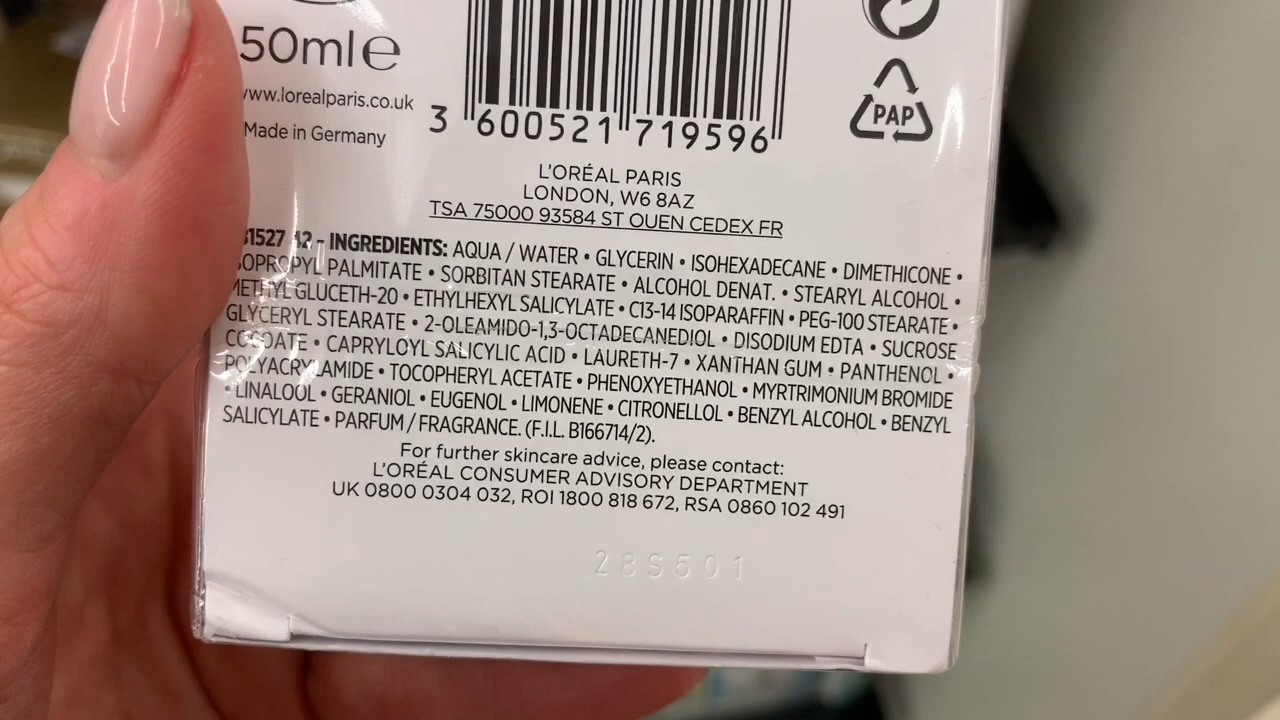 50ml e
www.lorealparis.co.uk
Made in Germany
3 600521 719596
PAP
L'ORÉAL PARIS
LONDON, W6 8AZ
TSA 75000 93584 ST OUEN CEDEX FR
1527 12 - INGREDIENTS: AQUA / WATER • GLYCERIN • ISOHEXADECANE • DIMETHICONE •
ISOPROPYL PALMITATE • SORBITAN STEARATE • ALCOHOL DENAT. • STEARYL ALCOHOL •
METHYL GLUCETH-20 • ETHYLHEXYL SALICYLATE • C13-14 ISOPARAFFIN • PEG-100 STEARATE •
GLYCERYL STEARATE • 2-OLEAMIDO-1,3-OCTADECANEDIOL • DISODIUM EDTA • SUCROSE
COCOATE • CAPRYLOYL SALICYLIC ACID • LAURETH-7 • XANTHAN GUM • PANTHENOL •
POLYACRYLAMIDE • TOCOPHERYL ACETATE • PHENOXYETHANOL • MYRTRIMONIUM BROMIDE
• LINALOOL • GERANIOL • EUGENOL • LIMONENE • CITRONELLOL • BENZYL ALCOHOL • BENZYL
SALICYLATE • PARFUM / FRAGRANCE. (F.I.L. B166714/2).
For further skincare advice, please contact:
L'ORÉAL CONSUMER ADVISORY DEPARTMENT
UK 0800 0304 032, ROI 1800 818 672, RSA 0860 102 491
28S501